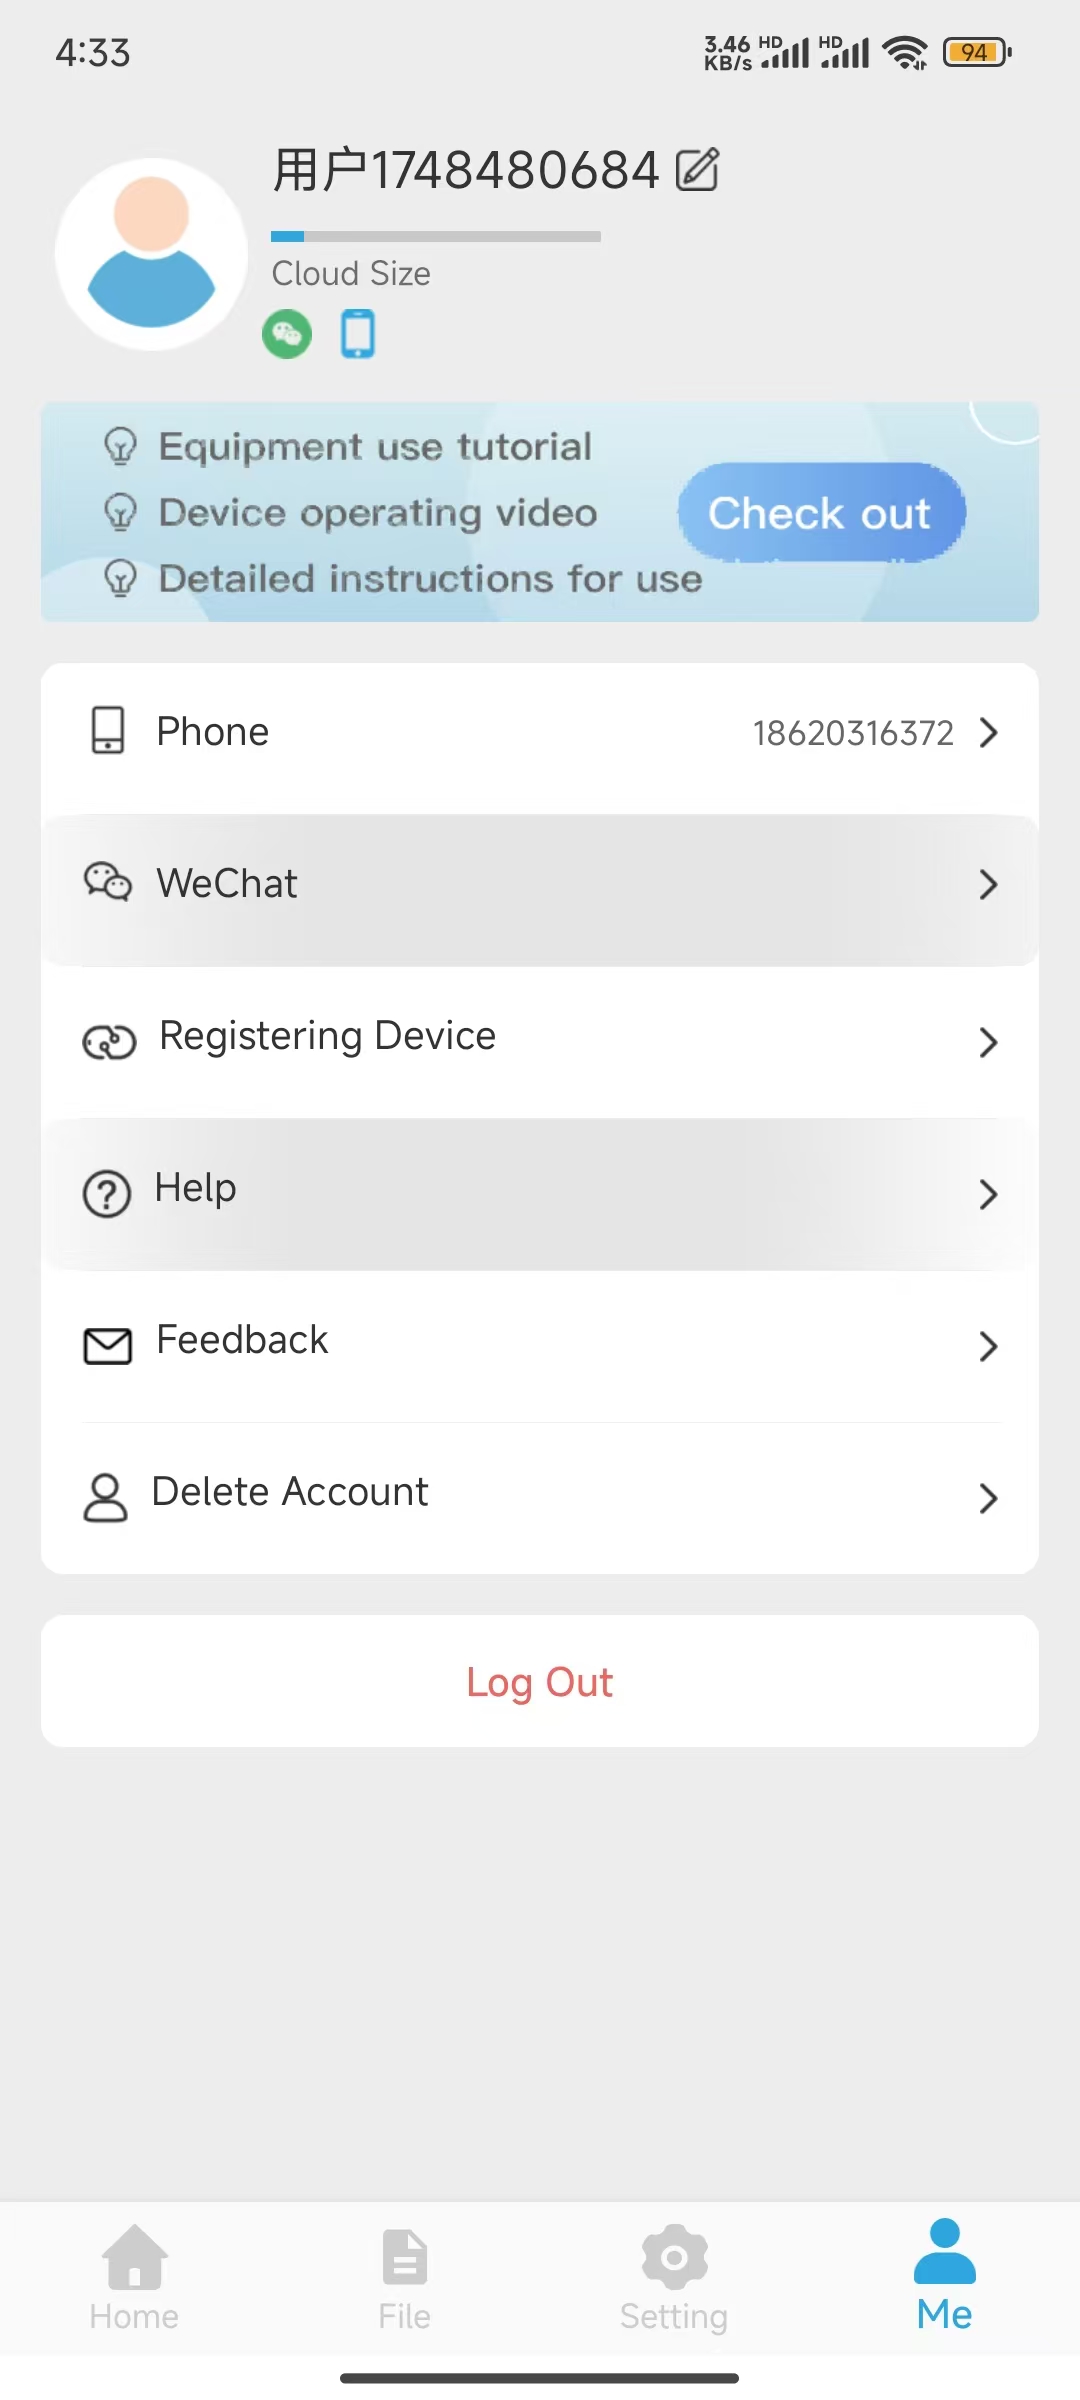 4:33
3.46 KB/s HD HD 94
用户1748480684
Cloud Size
Equipment use tutorial
Device operating video
Check out
Detailed instructions for use
Phone 18620316372
WeChat
Registering Device
Help
Feedback
Delete Account
Log Out
Home File Setting Me